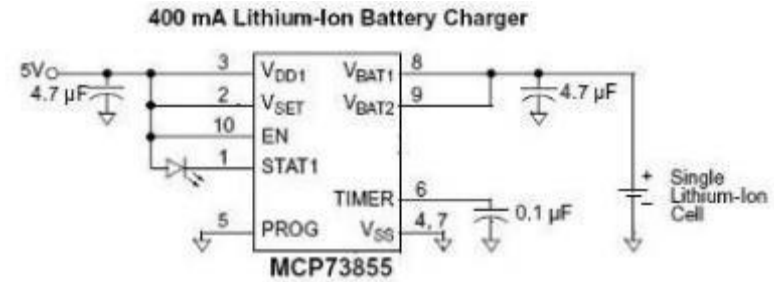 400 mA Lithium-Ion Battery Charger
5V
4.7 µF
3
VDD1
VBAT1
8
2
VSET
VBAT2
9
4.7 µF
10
EN
1
STAT1
TIMER
6
0.1 µF
5
PROG
VSS
4, 7
+
−
Single
Lithium-Ion
Cell
MCP73855